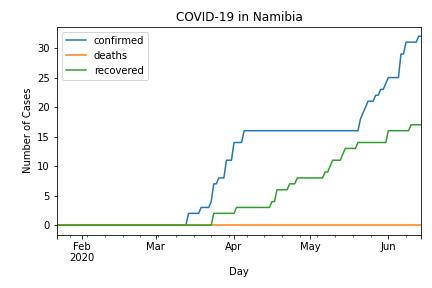 COVID-19 in Namibia
confirmed
deaths
recovered
Number of Cases
30
25
20
15
10
5
0
Feb
2020
Mar
Apr
May
Jun
Day